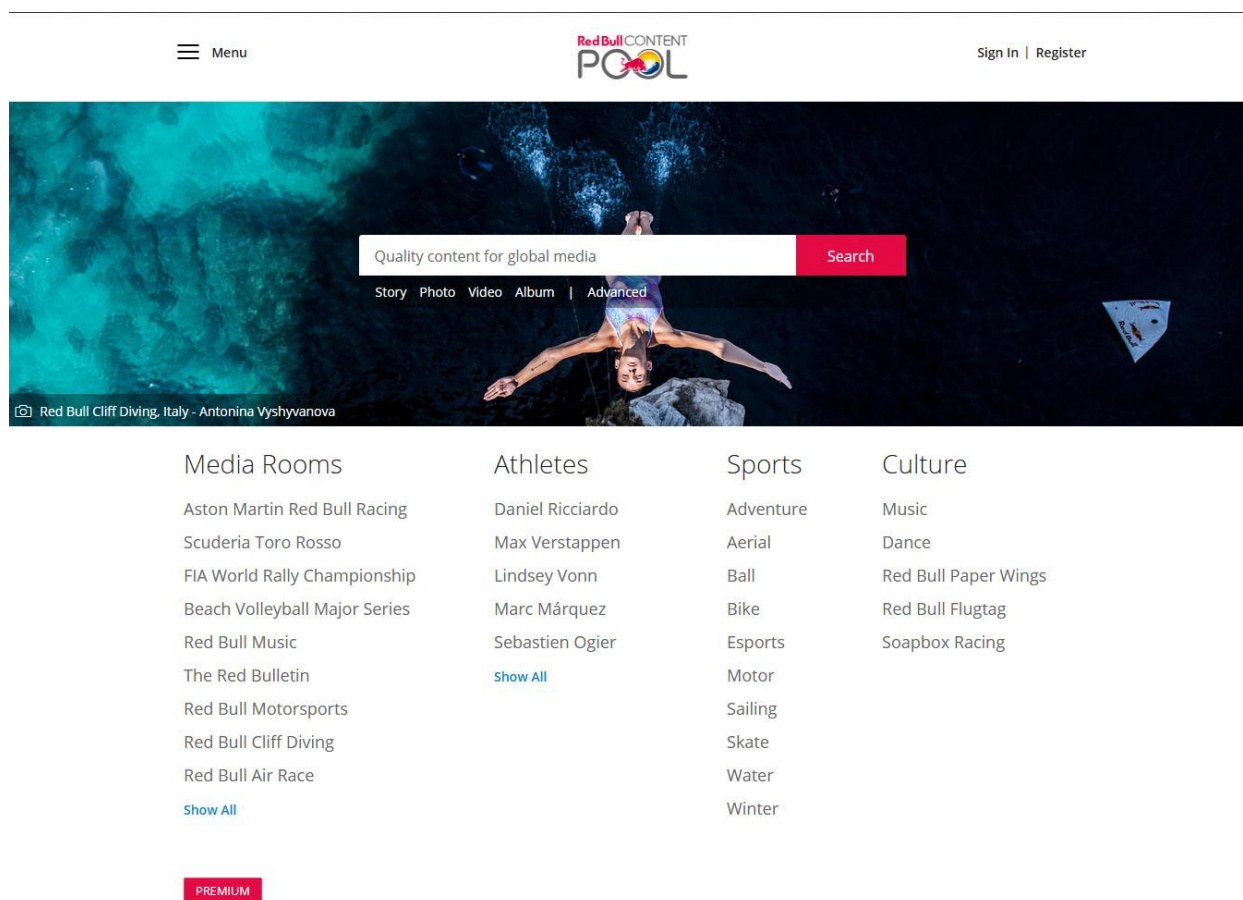 Menu
Red Bull CONTENT
POOL
Sign In | Register
Quality content for global media
Search
Story Photo Video Album | Advanced
Red Bull
Red Bull Cliff Diving, Italy - Antonina Vyshyvanova
Media Rooms
Aston Martin Red Bull Racing
Scuderia Toro Rosso
FIA World Rally Championship
Beach Volleyball Major Series
Red Bull Music
The Red Bulletin
Red Bull Motorsports
Red Bull Cliff Diving
Red Bull Air Race
Show All
Athletes
Daniel Ricciardo
Max Verstappen
Lindsey Vonn
Marc Márquez
Sebastien Ogier
Show All
Sports
Adventure
Aerial
Ball
Bike
Esports
Motor
Sailing
Skate
Water
Winter
Culture
Music
Dance
Red Bull Paper Wings
Red Bull Flugtag
Soapbox Racing
PREMIUM